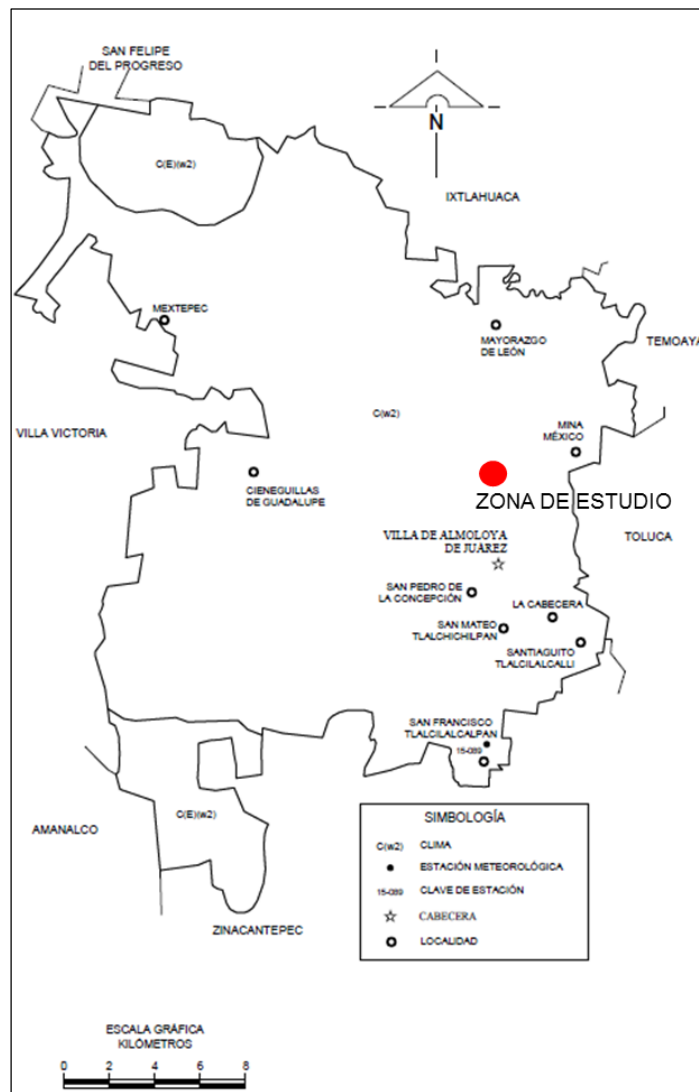 SAN FELIPE
DEL PROGRESO
N
C(E)(w2)
IXTLAHUACA
MEXTEPEC
MAYORAZGO
DE LEÓN
TEMOAYA
C(w2)
VILLA VICTORIA
MINA
MÉXICO
CIENEGUILLAS
DE GUADALUPE
ZONA DE ESTUDIO
TOLUCA
VILLA DE ALMOLOYA
DE JUÁREZ
SAN PEDRO DE
LA CONCEPCIÓN
LA CABECERA
SAN MATEO
TLALCHICHILPAN
SANTIAGUITO
TLALCILALCALLI
SAN FRANCISCO
TLALCILALCALPAN
15-089
C(E)(w2)
AMANALCO
ZINACANTEPEC
SIMBOLOGÍA
C(w2) CLIMA
ESTACIÓN METEOROLÓGICA
15-089 CLAVE DE ESTACIÓN
CABECERA
LOCALIDAD
ESCALA GRÁFICA
KILÓMETROS
0 2 4 6 8